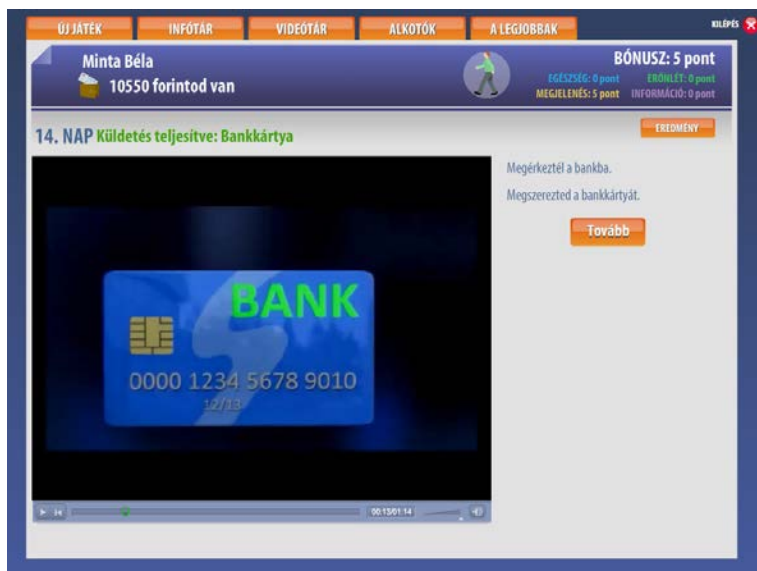 ÚJ JÁTÉK
INFÓTÁR
VIDEÓTÁR
ALKOTÓK
A LEGJOBBAK
KILÉPÉS
Minta Béla
10550 forintod van
BÓNUSZ: 5 pont
EGÉSZSÉG: 0 pont
ERŐNLÉT: 0 pont
MEGJELENÉS: 5 pont
INFORMÁCIÓ: 0 pont
14. NAP Küldetés teljesítve: Bankkártya
EREDMÉNY
Megérkeztél a bankba.
Megszerezted a bankkártyát.
Tovább
BANK
0000 1234 5678 9010
12/13
00:13/01:14